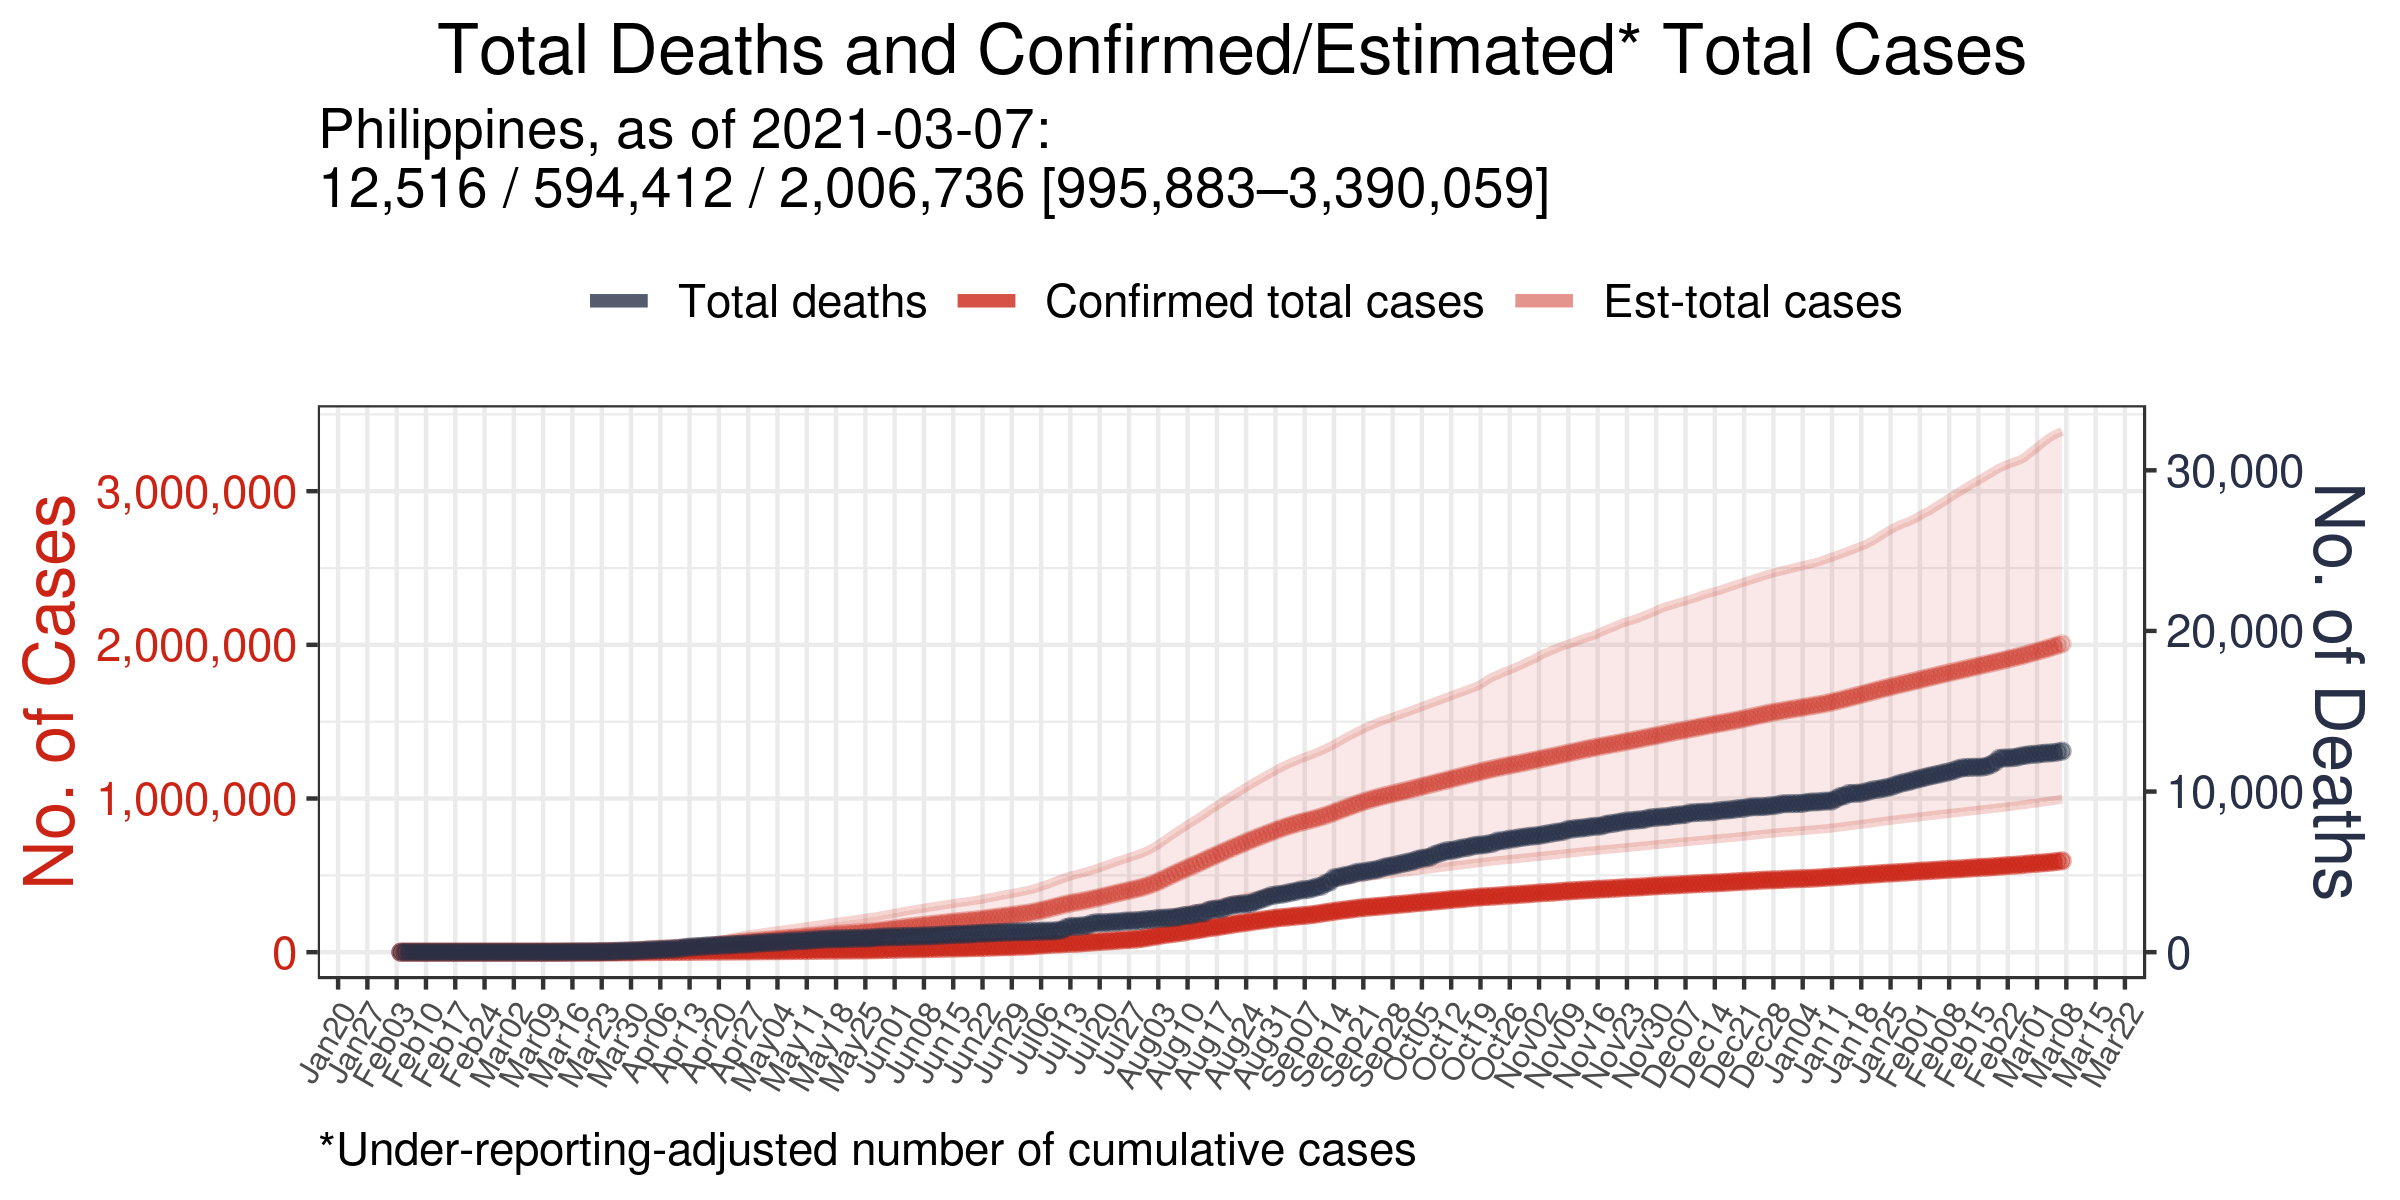 Total Deaths and Confirmed/Estimated* Total Cases
Philippines, as of 2021-03-07:
12,516 / 594,412 / 2,006,736 [995,883–3,390,059]
Total deaths
Confirmed total cases
Est-total cases
No. of Cases
3,000,000
2,000,000
1,000,000
0
30,000
20,000
10,000
0
No. of Deaths
Jan20
Jan27
Feb03
Feb10
Feb17
Feb24
Mar02
Mar09
Mar16
Mar23
Mar30
Apr06
Apr13
Apr20
Apr27
May04
May11
May18
May25
Jun01
Jun08
Jun15
Jun22
Jun29
Jul06
Jul13
Jul20
Jul27
Aug03
Aug10
Aug17
Aug24
Aug31
Sep07
Sep14
Sep21
Sep28
Oct05
Oct12
Oct19
Oct26
Nov02
Nov09
Nov16
Nov23
Nov30
Dec07
Dec14
Dec21
Dec28
Jan04
Jan11
Jan18
Jan25
Feb01
Feb08
Feb15
Feb22
Mar01
Mar08
Mar15
Mar22
*Under-reporting-adjusted number of cumulative cases